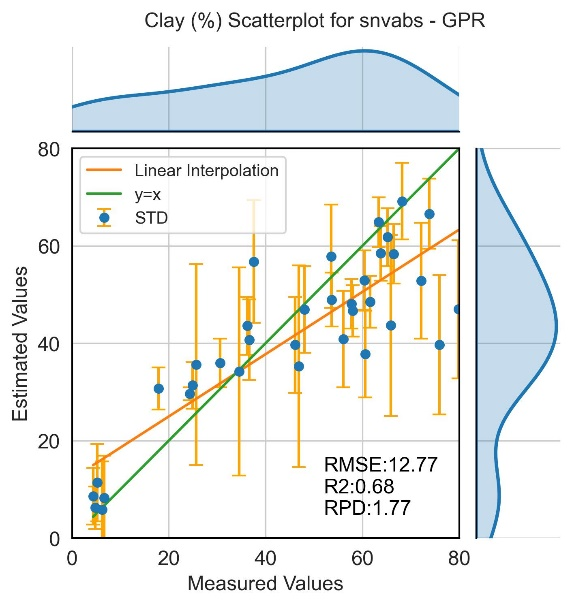 Clay (%) Scatterplot for snvabs - GPR
Linear Interpolation
y=x
STD
80
60
40
20
0
Estimated Values
RMSE:12.77
R2:0.68
RPD:1.77
0 20 40 60 80
Measured Values